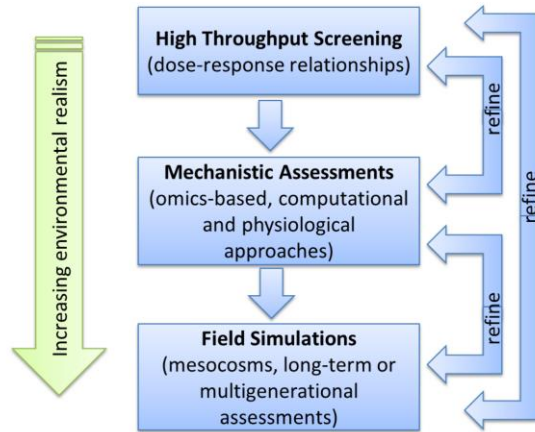 High Throughput Screening
(dose-response relationships)
Mechanistic Assessments
(omics-based, computational
and physiological
approaches)
Field Simulations
(mesocosms, long-term or
multigenerational
assessments)
Increasing environmental realism
refine
refine
refine